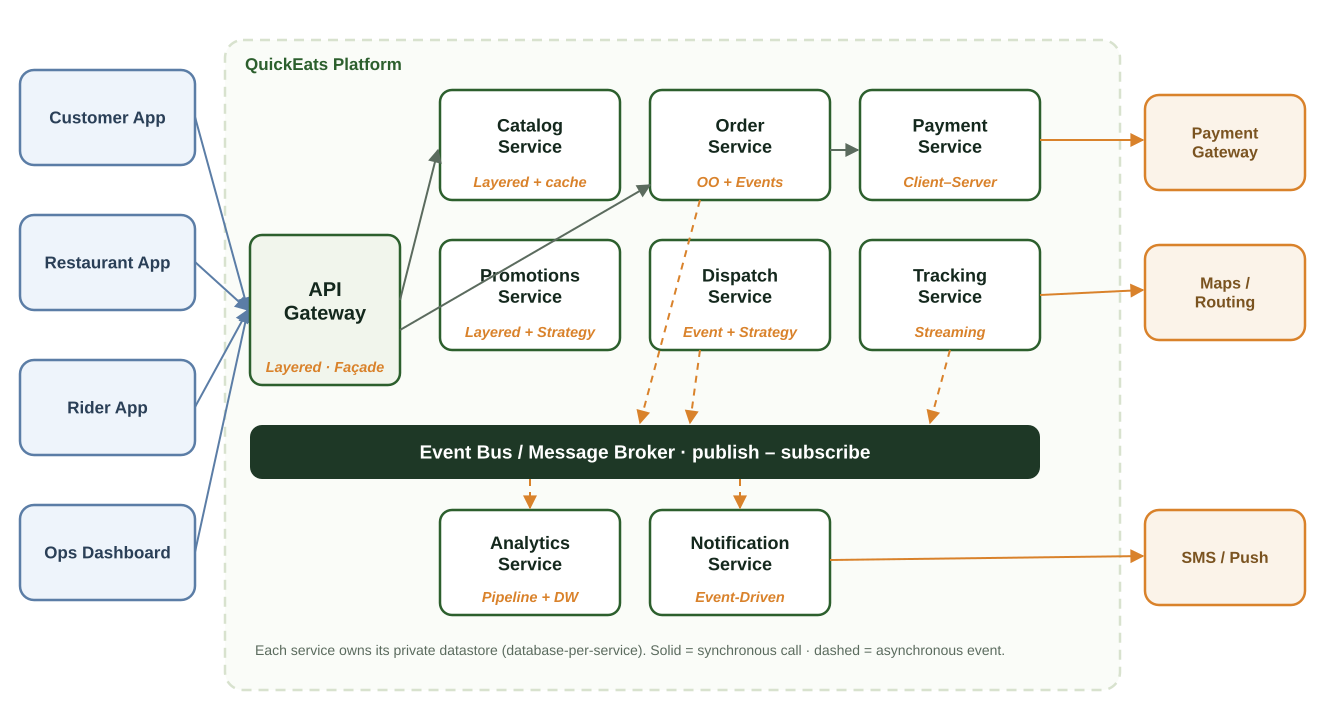 QuickEats Platform
Customer App
Restaurant App
Rider App
Ops Dashboard
API
Gateway
Layered · Façade
Catalog
Service
Layered + cache
Order
Service
OO + Events
Payment
Service
Client–Server
Promotions
Service
Layered + Strategy
Dispatch
Service
Event + Strategy
Tracking
Service
Streaming
Event Bus / Message Broker · publish – subscribe
Analytics
Service
Pipeline + DW
Notification
Service
Event-Driven
Payment
Gateway
Maps /
Routing
SMS / Push
Each service owns its private datastore (database-per-service). Solid = synchronous call · dashed = asynchronous event.